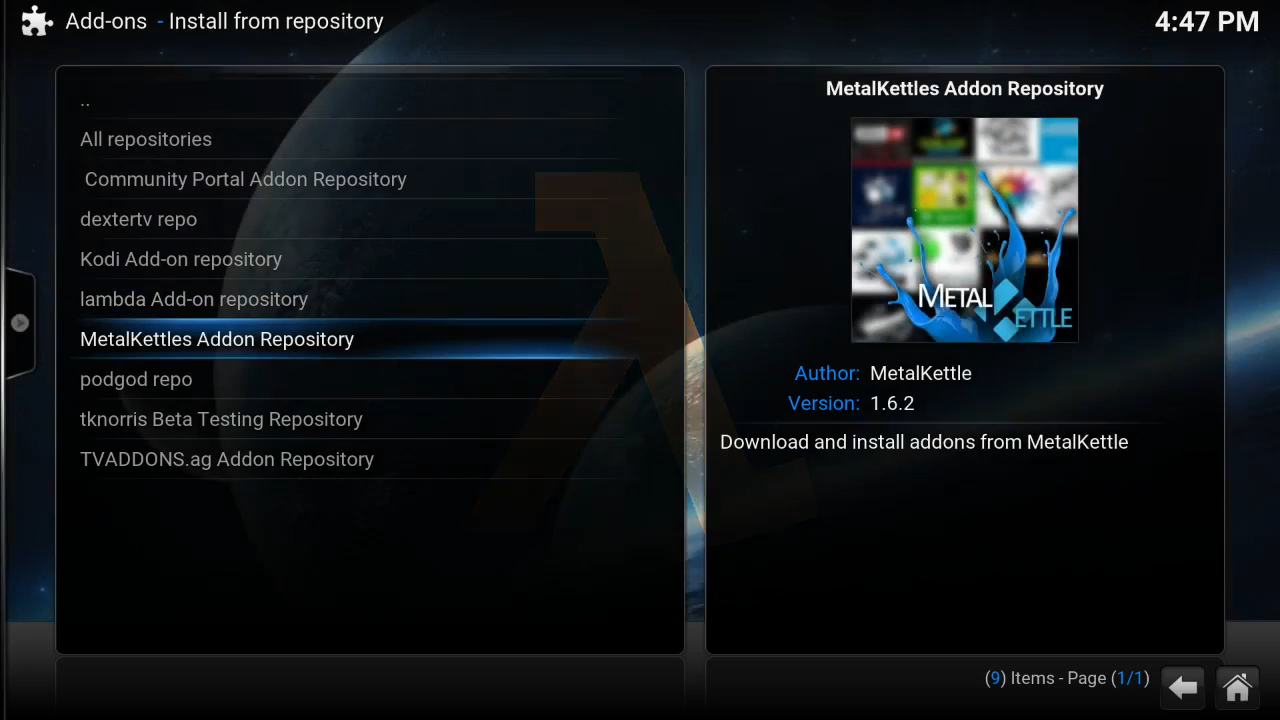 Add-ons - Install from repository
4:47 PM
..
All repositories
Community Portal Addon Repository
dextertv repo
Kodi Add-on repository
lambda Add-on repository
MetalKettles Addon Repository
podgod repo
tknorris Beta Testing Repository
TVADDONS.ag Addon Repository
MetalKettles Addon Repository
METAL
KETTLE
Author: MetalKettle
Version: 1.6.2
Download and install addons from MetalKettle
(9) Items - Page (1/1)